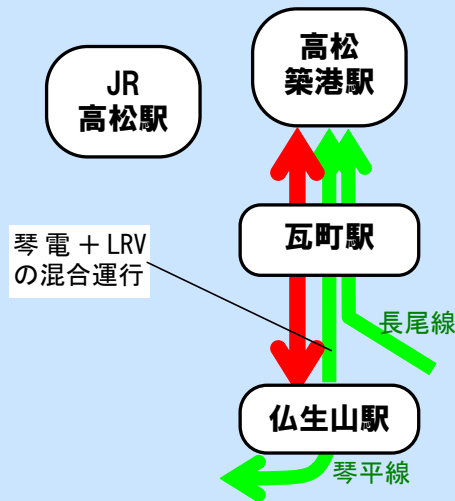 高松
築港駅
JR
高松駅
瓦町駅
琴電＋LRV
の混合運行
長尾線
仏生山駅
琴平線